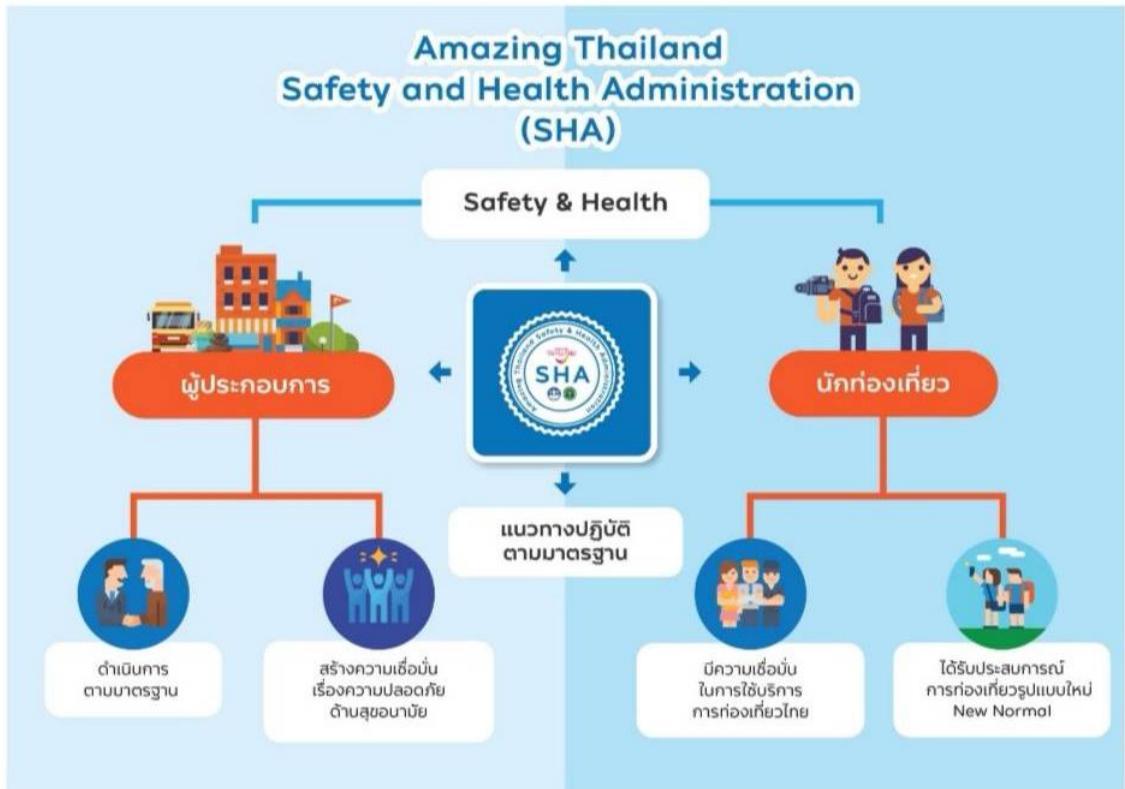 Amazing Thailand
Safety and Health Administration
(SHA)
Safety & Health
ผู้ประกอบการ
Amazing Thailand Safety & Health Administration
SHA
นักท่องเที่ยว
แนวทางปฏิบัติ
ตามมาตรฐาน
ดำเนินการ
ตามมาตรฐาน
สร้างความเชื่อมั่น
เรื่องความปลอดภัย
ด้านสุขอนามัย
มีความเชื่อมั่น
ในการใช้บริการ
การท่องเที่ยวไทย
ได้รับประสบการณ์
การท่องเที่ยวรูปแบบใหม่
New Normal